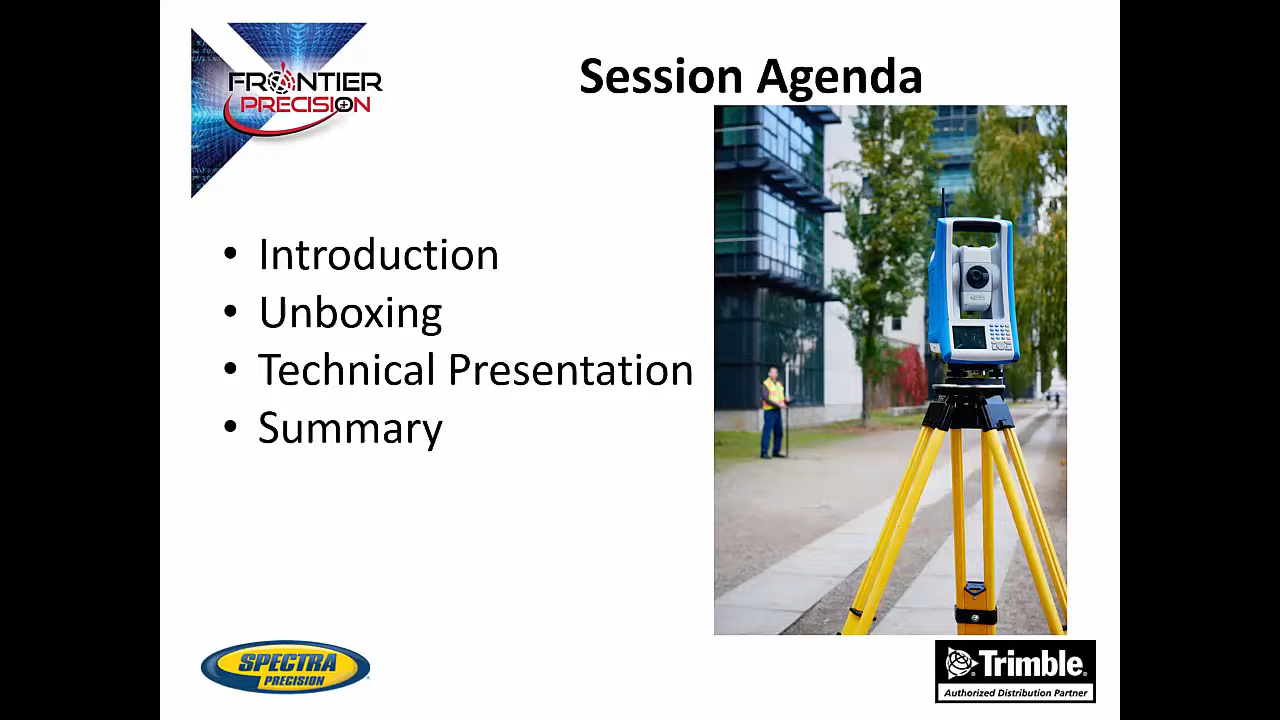 FRONTIER
PRECISION
Session Agenda
• Introduction
• Unboxing
• Technical Presentation
• Summary
SPECTRA
PRECISION
Trimble
Authorized Distribution Partner